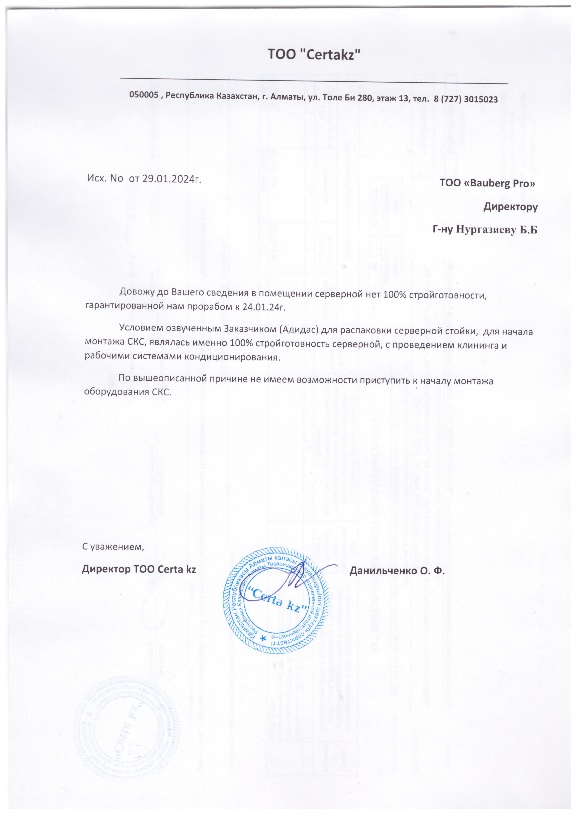 ТОО "Certakz"
050005 , Республика Казахстан, г. Алматы, ул. Толе Би 280, этаж 13, тел.  8 (727) 3015023
Исх. No  от 29.01.2024г.
ТОО «Bauberg Pro»
Директору
Г-ну Нургазиеву Б.Б
Довожу до Вашего сведения в помещении серверной нет 100% стройготовности,
гарантированной нам прорабом к 24.01.24г.
Условием озвученным Заказчиком (Адидас) для распаковки серверной стойки,  для начала
монтажа СКС, являлась именно 100% стройготовность серверной, с проведением клининга и
рабочими системами кондиционирования.
По вышеописанной причине не имеем возможности приступить к началу монтажа
оборудования СКС.
С уважением,
Директор ТОО Certa kz
Данильченко О. Ф.
"Certa kz"